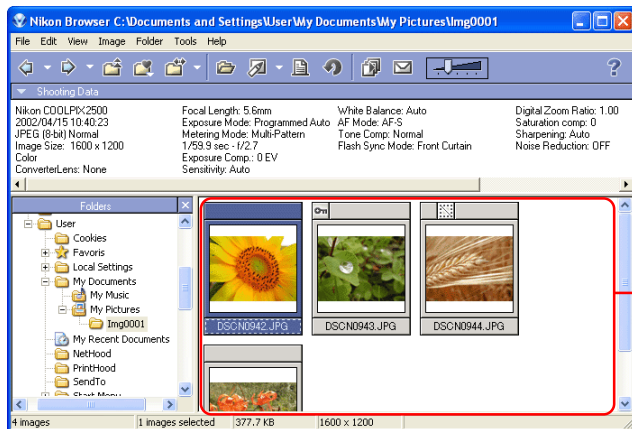 Nikon Browser C:\Documents and Settings\User\My Documents\My Pictures\Img0001
File Edit View Image Folder Tools Help
Shooting Data
Nikon COOLPIX2500
2002/04/15 10:40:23
JPEG (8-bit) Normal
Image Size: 1600 x 1200
Color
ConverterLens: None
Focal Length: 5.6mm
Exposure Mode: Programmed Auto
Metering Mode: Multi-Pattern
1/59.9 sec - f/2.7
Exposure Comp.: 0 EV
Sensitivity: Auto
White Balance: Auto
AF Mode: AF-S
Tone Comp: Normal
Flash Sync Mode: Front Curtain
Digital Zoom Ratio: 1.00
Saturation comp: 0
Sharpening: Auto
Noise Reduction: OFF
Folders
User
Cookies
Favoris
Local Settings
My Documents
My Music
My Pictures
Img0001
My Recent Documents
NetHood
PrintHood
SendTo
Start Menu
DSCN0942.JPG
DSCN0943.JPG
DSCN0944.JPG
4 images
1 images selected
377.7 KB
1600 x 1200